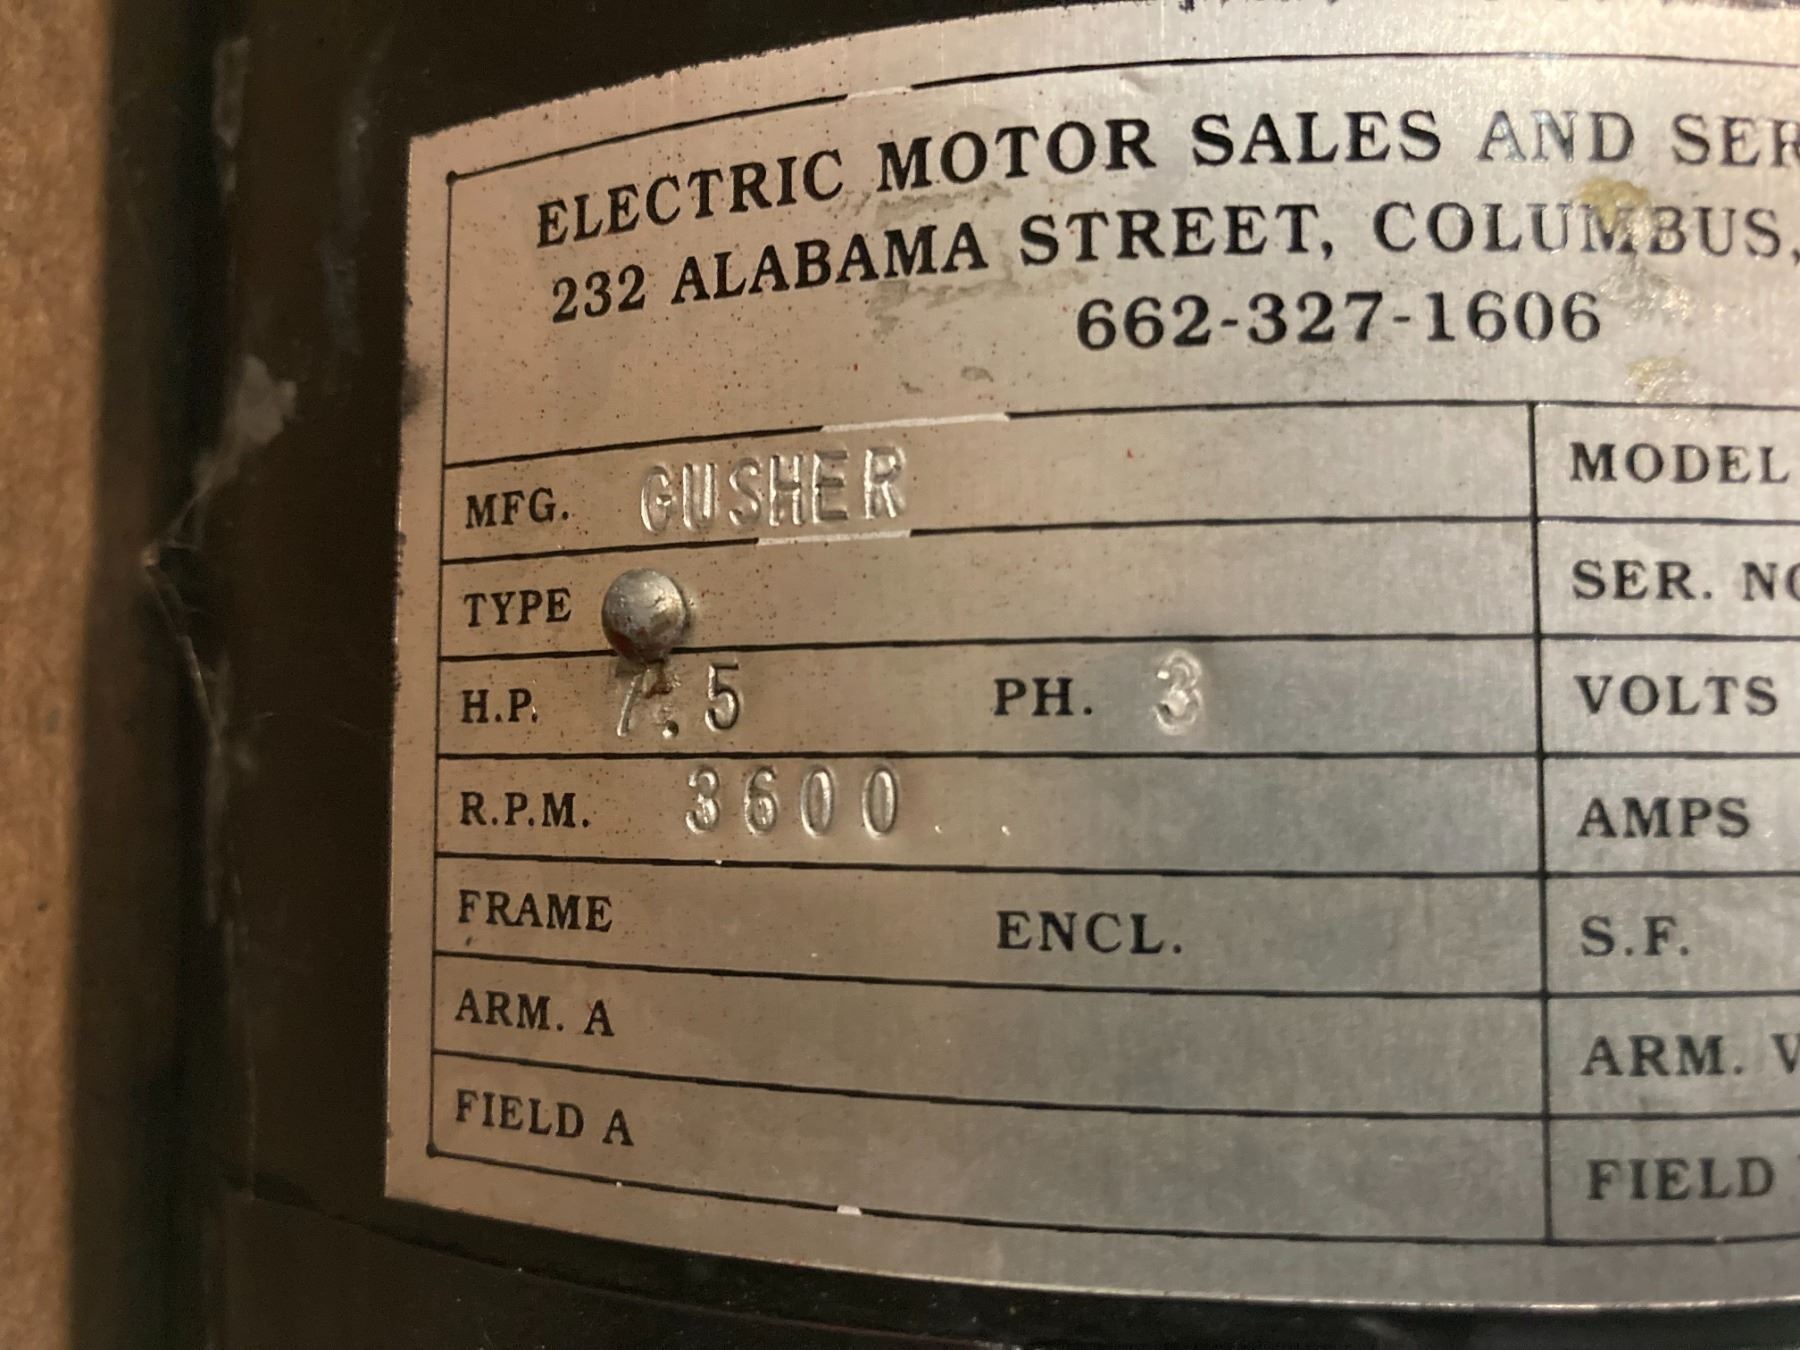 ELECTRIC MOTOR SALES AND SER
232 ALABAMA STREET, COLUMBUS,
662-327-1606
MFG. GUSHER MODEL
TYPE SER. NO
H.P. 7.5 PH. 3 VOLTS
R.P.M. 3600 AMPS
FRAME ENCL. S.F.
ARM. A ARM. V
FIELD A FIELD